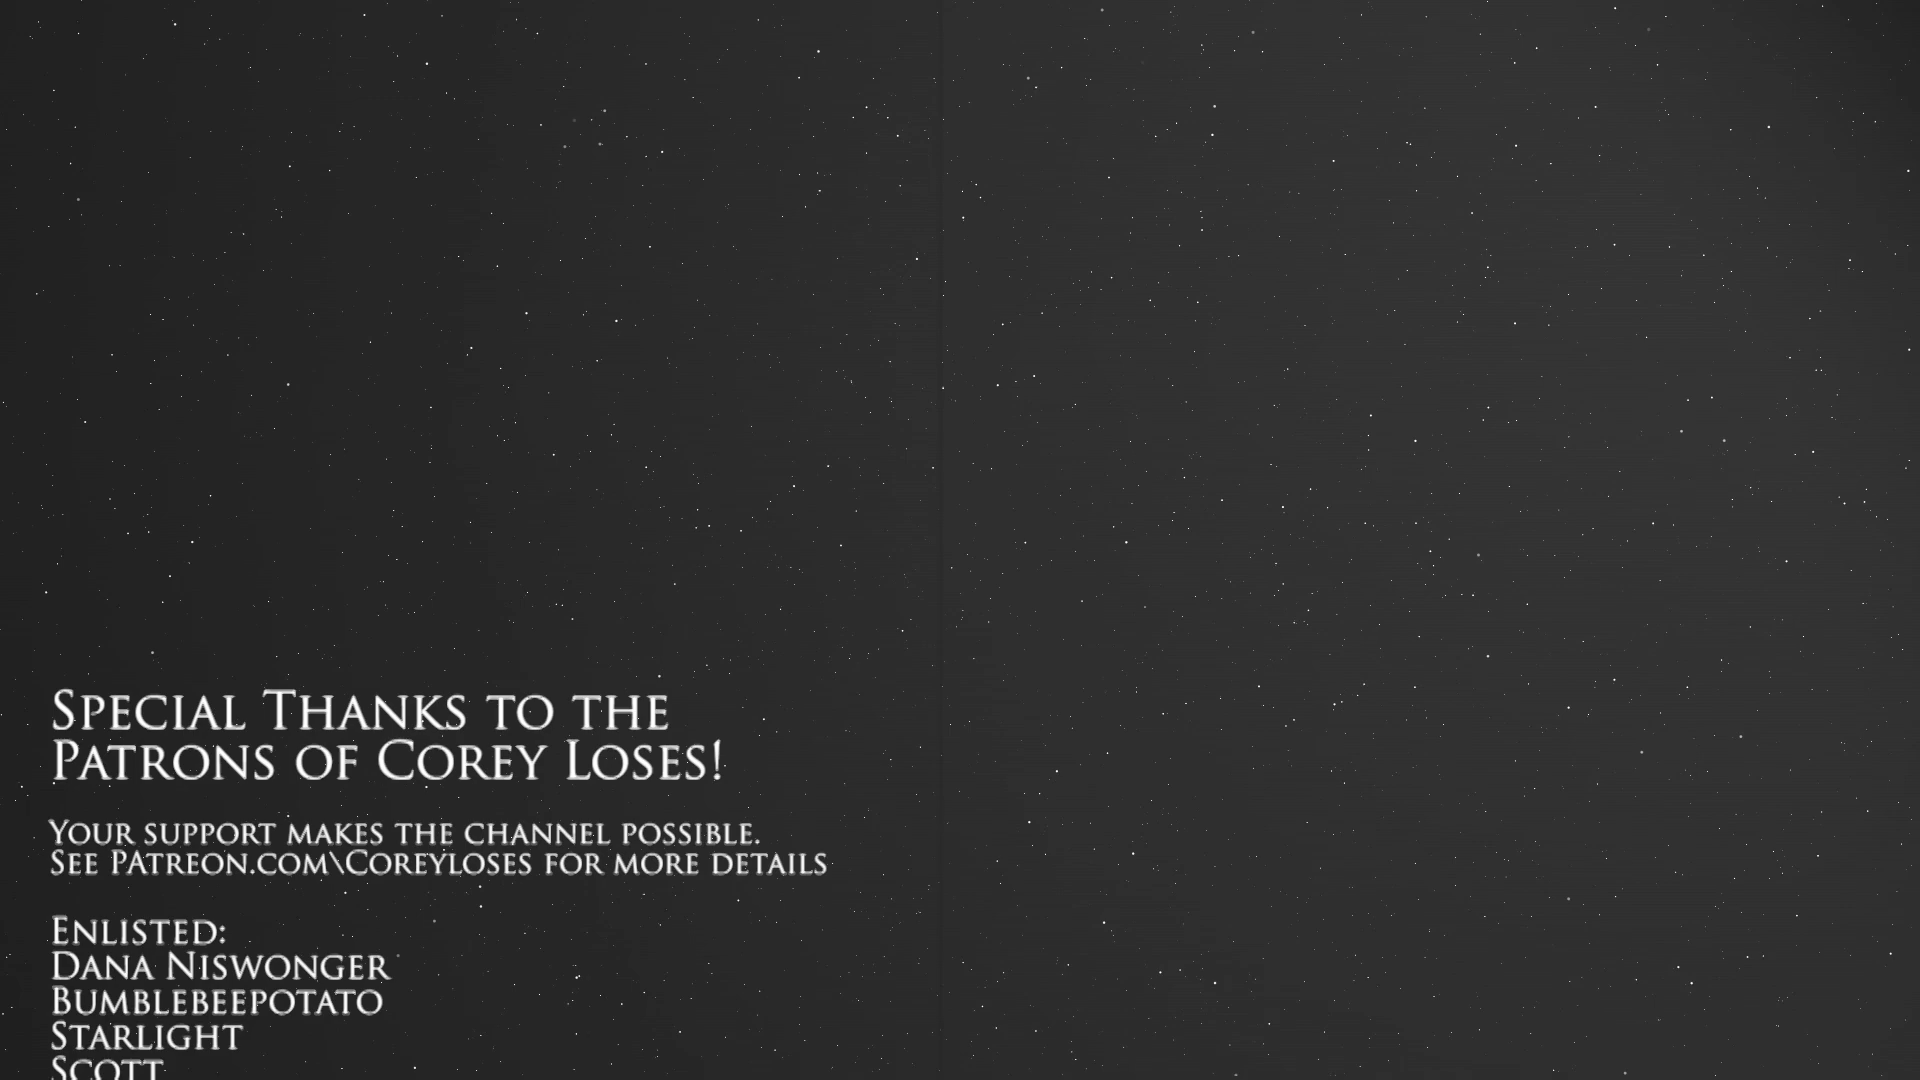 Special Thanks to the
Patrons of Corey Loses!
Your support makes the channel possible.
See PAtreon.com\Coreyloses for more details
Enlisted:
Dana Niswonger
Bumblebeepotato
Starlight
Scott